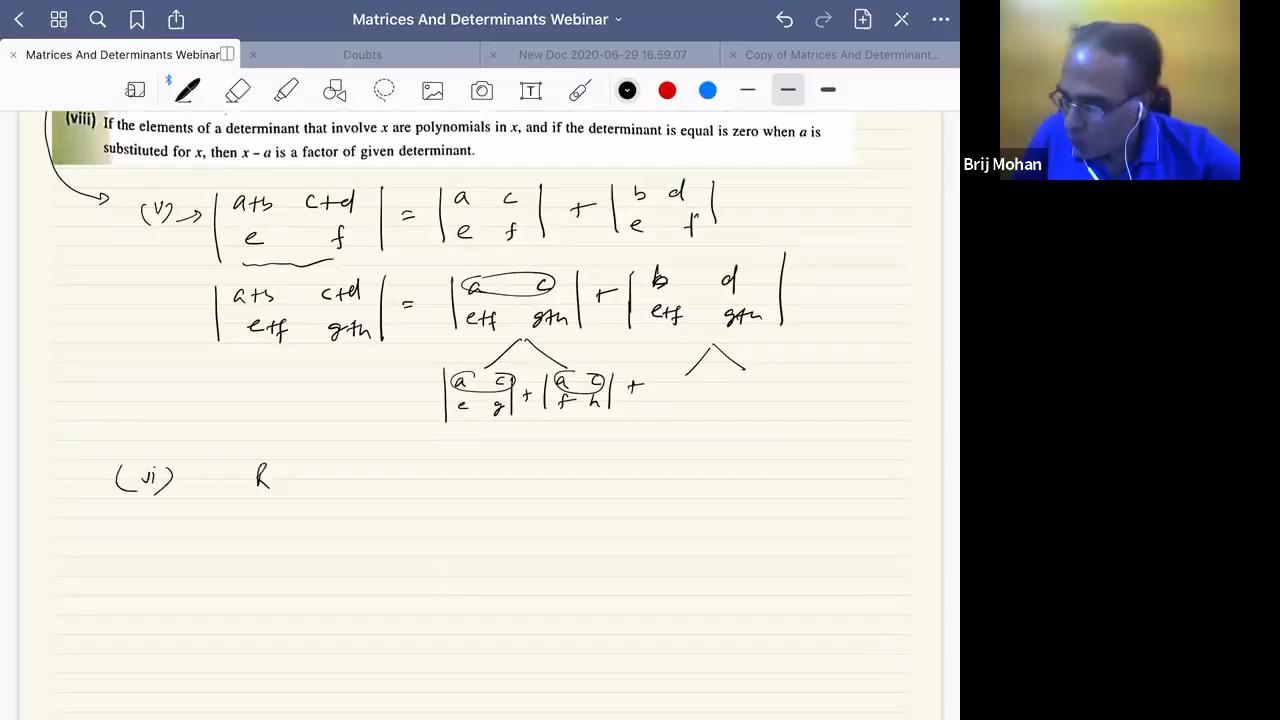 Matrices And Determinants Webinar
Matrices And Determinants Webinar
Doubts
New Doc 2020-06-29 16.59.07
Copy of Matrices And Determinant...
T
Brij Mohan
(viii) If the elements of a determinant that involve x are polynomials in x, and if the determinant is equal is zero when a is
substituted for x, then x – a is a factor of given determinant.
(v) → | a+b c+d | = | a c | + | b d |
| e f | | e f | | e f |
| a+b c+d | = | a c | + | b d |
| e+f g+h | | e+f g+h | | e+f g+h |
| a c | + | a c | +
| e g | | f h |
(vi) R